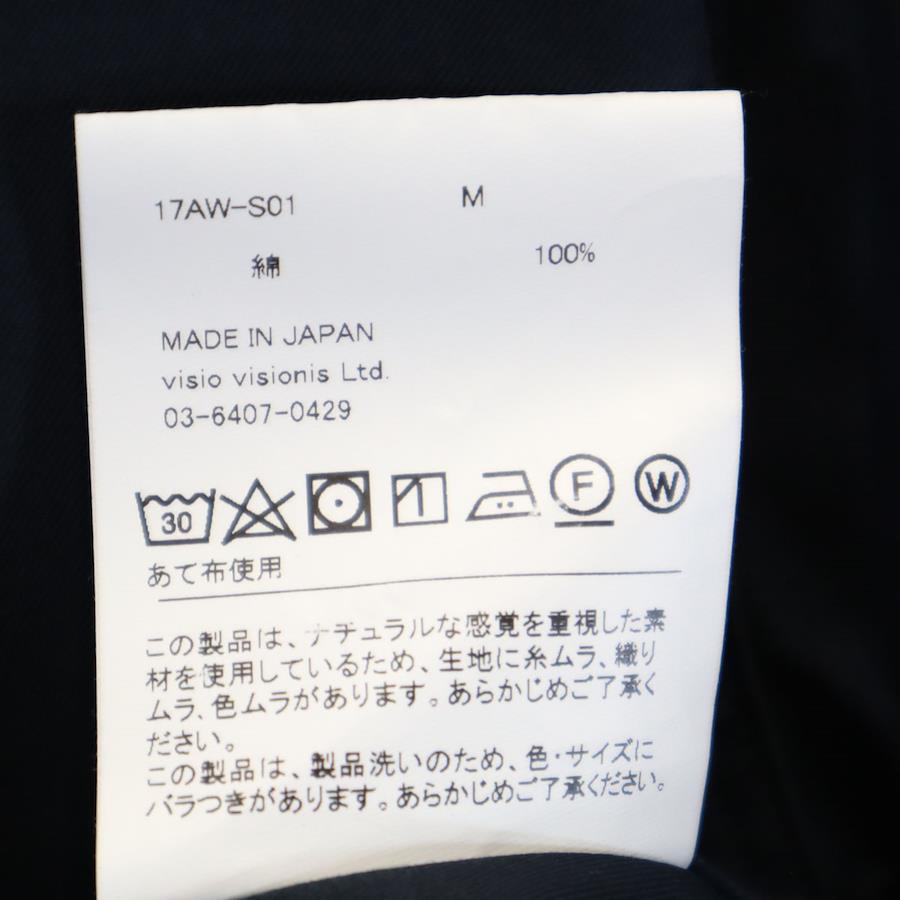 17AW-S01 M
綿 100%
MADE IN JAPAN
visio visionis Ltd.
03-6407-0429
30 F W
あて布使用
この製品は、ナチュラルな感覚を重視した素
材を使用しているため、生地に糸ムラ、織り
ムラ、色ムラがあります。あらかじめご了承く
ださい。
この製品は、製品洗いのため、色・サイズに
バラつきがあります。あらかじめご了承ください。